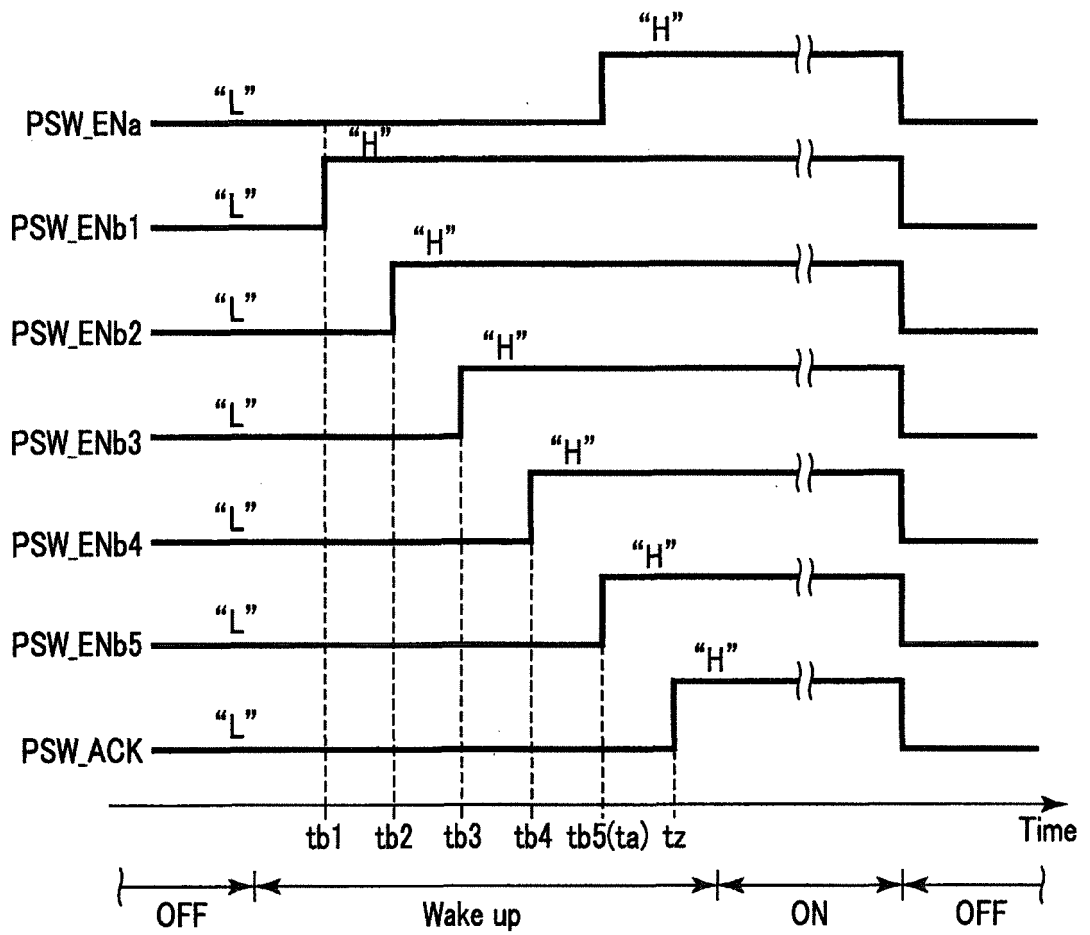 “H”
“L”
PSW_ENa
“H”
“L”
PSW_ENb1
“H”
“L”
PSW_ENb2
“H”
“L”
PSW_ENb3
“H”
“L”
PSW_ENb4
“H”
“L”
PSW_ENb5
“H”
“L”
PSW_ACK
tb1 tb2 tb3 tb4 tb5(ta) tz Time
OFF Wake up ON OFF